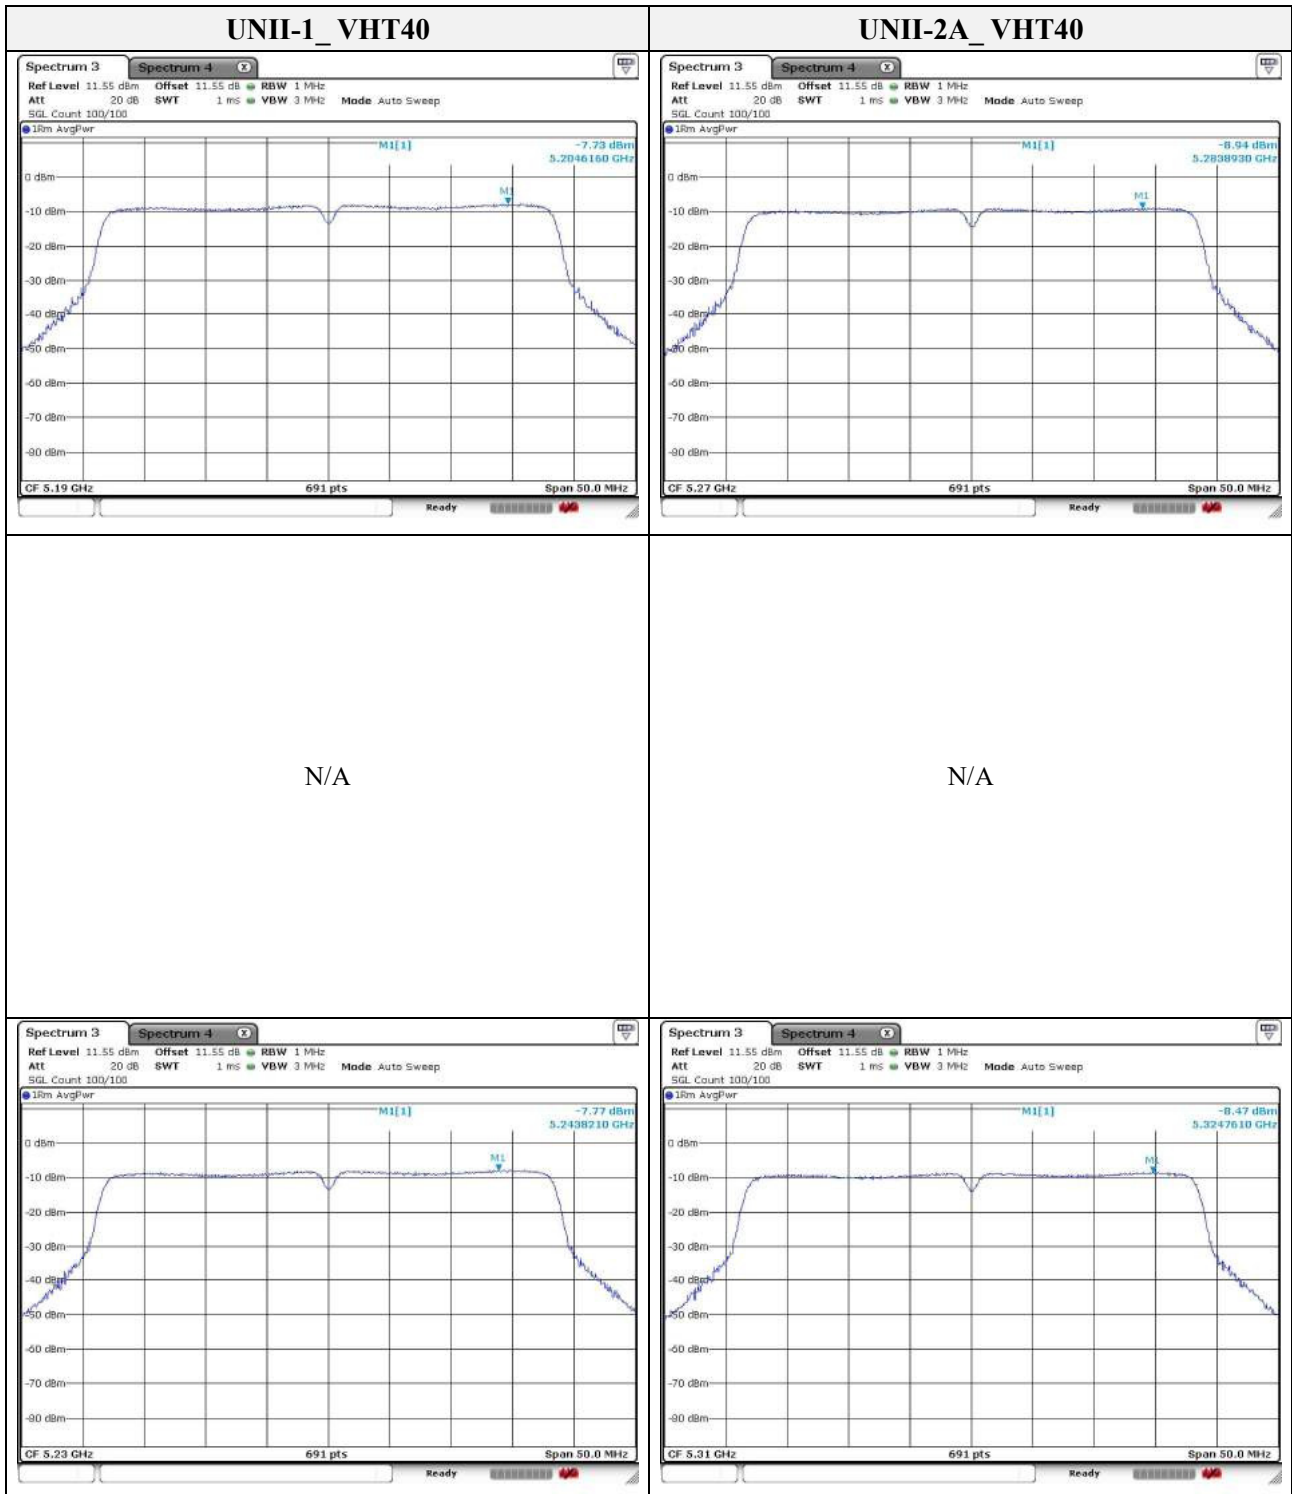 UNII-1_ VHT40
UNII-2A_ VHT40
Spectrum 3 Spectrum 4 X
Ref Level 11.55 dBm Offset 11.55 dB RBW 1 MHz
Att 20 dB SWT 1 ms VBW 3 MHz Mode Auto Sweep
SGL Count 100/100
1Rm AvgPwr
M1[1] -7.73 dBm
5.2046160 GHz
0 dBm
M1
-10 dBm
-20 dBm
-30 dBm
-40 dBm
-50 dBm
-60 dBm
-70 dBm
-80 dBm
CF 5.19 GHz 691 pts Span 50.0 MHz
Ready
Spectrum 3 Spectrum 4 X
Ref Level 11.55 dBm Offset 11.55 dB RBW 1 MHz
Att 20 dB SWT 1 ms VBW 3 MHz Mode Auto Sweep
SGL Count 100/100
1Rm AvgPwr
M1[1] -8.94 dBm
5.2838930 GHz
0 dBm
M1
-10 dBm
-20 dBm
-30 dBm
-40 dBm
-50 dBm
-60 dBm
-70 dBm
-80 dBm
CF 5.27 GHz 691 pts Span 50.0 MHz
Ready
N/A
N/A
Spectrum 3 Spectrum 4 X
Ref Level 11.55 dBm Offset 11.55 dB RBW 1 MHz
Att 20 dB SWT 1 ms VBW 3 MHz Mode Auto Sweep
SGL Count 100/100
1Rm AvgPwr
M1[1] -7.77 dBm
5.2438210 GHz
0 dBm
M1
-10 dBm
-20 dBm
-30 dBm
-40 dBm
-50 dBm
-60 dBm
-70 dBm
-80 dBm
CF 5.23 GHz 691 pts Span 50.0 MHz
Ready
Spectrum 3 Spectrum 4 X
Ref Level 11.55 dBm Offset 11.55 dB RBW 1 MHz
Att 20 dB SWT 1 ms VBW 3 MHz Mode Auto Sweep
SGL Count 100/100
1Rm AvgPwr
M1[1] -8.47 dBm
5.3247610 GHz
0 dBm
M1
-10 dBm
-20 dBm
-30 dBm
-40 dBm
-50 dBm
-60 dBm
-70 dBm
-80 dBm
CF 5.31 GHz 691 pts Span 50.0 MHz
Ready